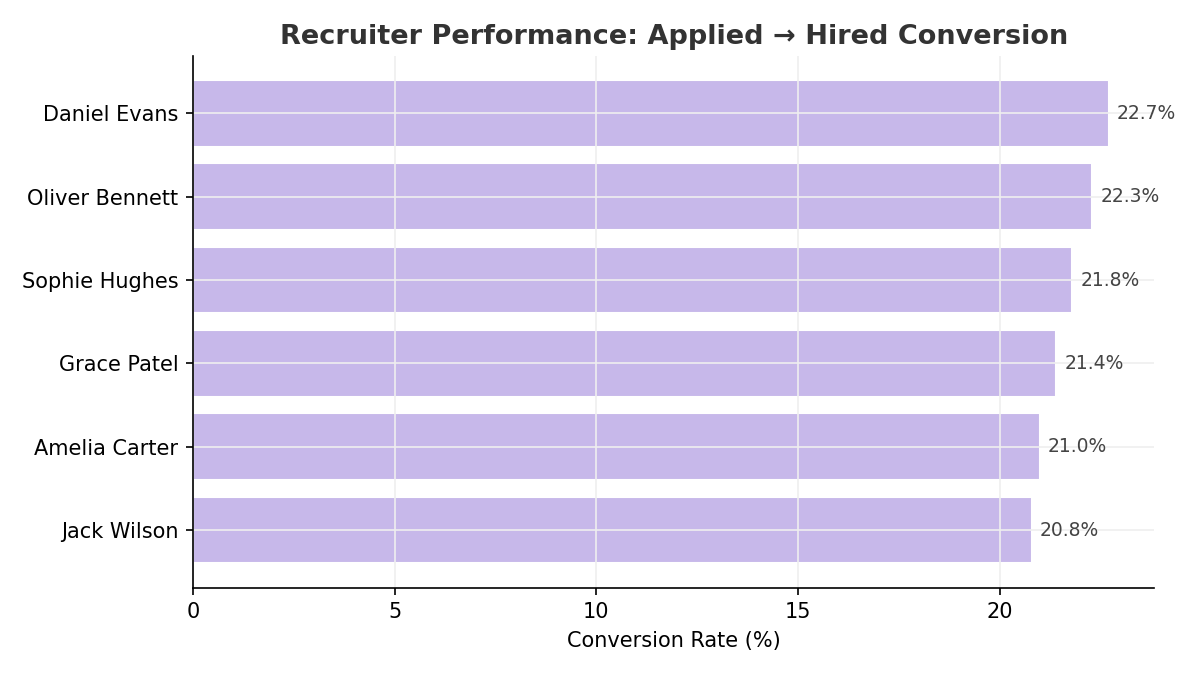 Recruiter Performance: Applied → Hired Conversion
Daniel Evans 22.7%
Oliver Bennett 22.3%
Sophie Hughes 21.8%
Grace Patel 21.4%
Amelia Carter 21.0%
Jack Wilson 20.8%
0 5 10 15 20
Conversion Rate (%)